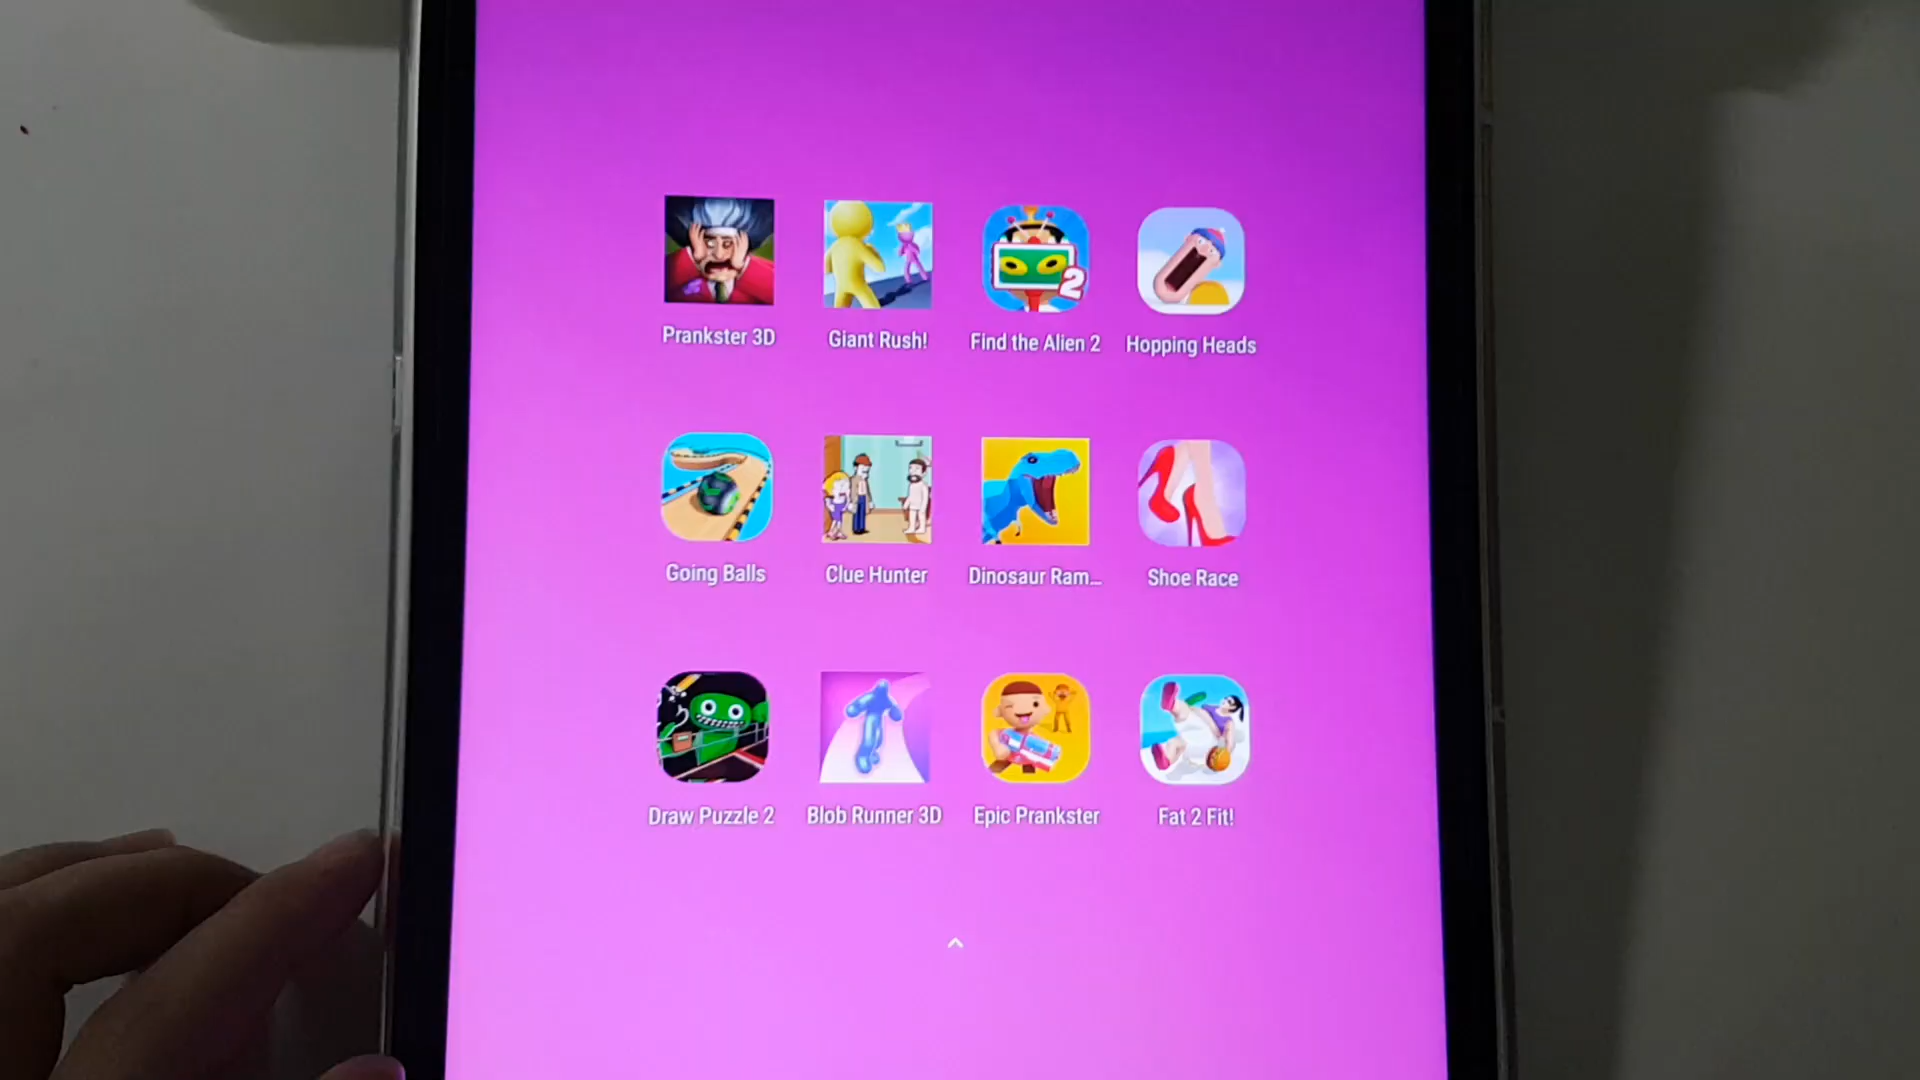 2
Prankster 3D
Giant Rush!
Find the Alien 2
Hopping Heads
Going Balls
Clue Hunter
Dinosaur Ram...
Shoe Race
Draw Puzzle 2
Blob Runner 3D
Epic Prankster
Fat 2 Fit!